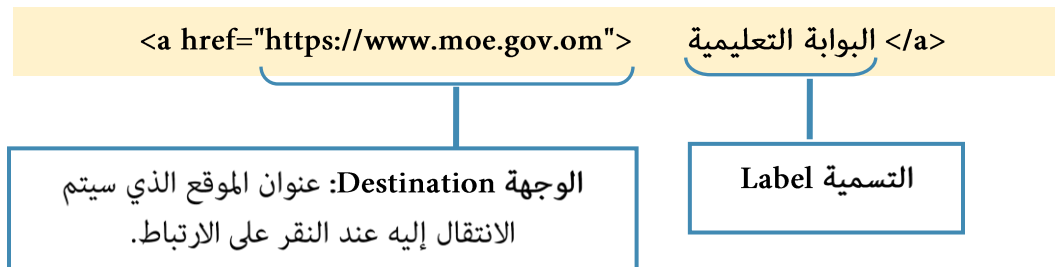 <a href="https://www.moe.gov.om"> البوابة التعليمية </a>
التسمية Label
الوجهة Destination: عنوان الموقع الذي سيتم
الانتقال إليه عند النقر على الارتباط.